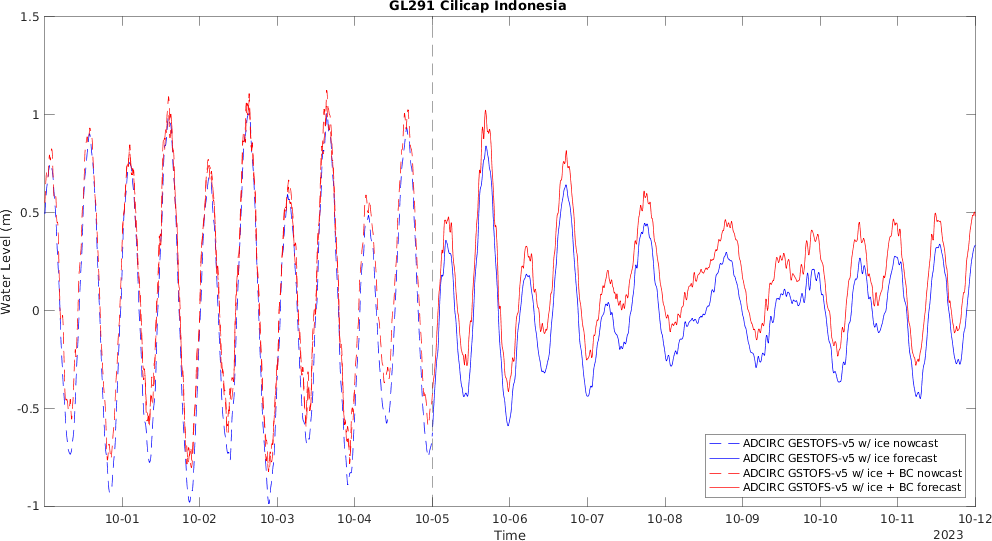 GL291 Cilicap Indonesia
Water Level (m)
1.5
1
0.5
0
-0.5
-1
ADCIRC GESTOFS-v5 w/ ice nowcast
ADCIRC GESTOFS-v5 w/ ice forecast
ADCIRC GSTOFS-v5 w/ ice + BC nowcast
ADCIRC GSTOFS-v5 w/ ice + BC forecast
10-01 10-02 10-03 10-04 10-05 10-06 10-07 10-08 10-09 10-10 10-11 10-12
Time
2023